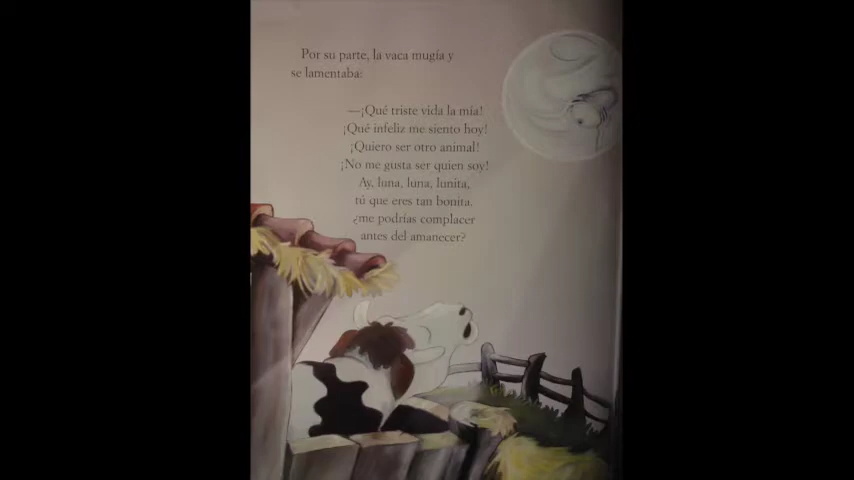 Por su parte, la vaca mugía y
se lamentaba:
—¡Qué triste vida la mía!
¡Qué infeliz me siento hoy!
¡Quiero ser otro animal!
¡No me gusta ser quien soy!
Ay, luna, luna, lunita,
tú que eres tan bonita,
¿me podrías complacer
antes del amanecer?